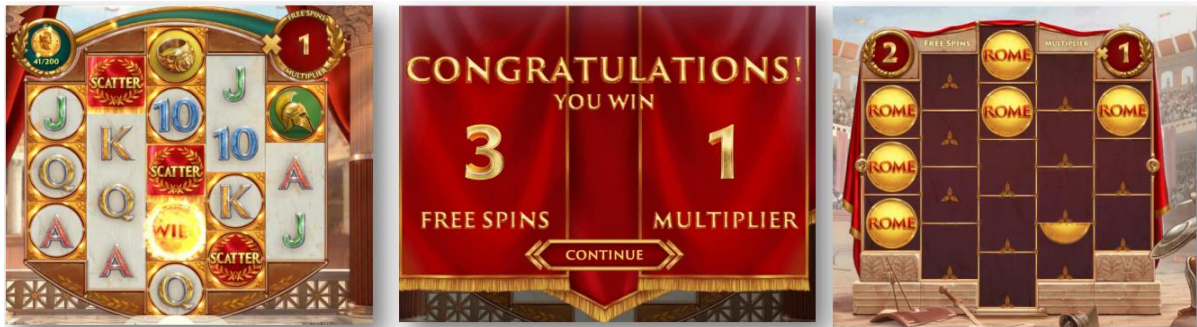 FREE SPINS
41/200
1
MULTIPLIER
SCATTER
J
J
10
K
10
Q
SCATTER
A
Q
K
A
WIL
J
A
SCATTER
Q
CONGRATULATIONS!
YOU WIN
3
1
FREE SPINS
MULTIPLIER
CONTINUE
2
FREE SPINS
ROME
MULTIPLIER
×1
ROME
ROME
ROME
ROME
ROME